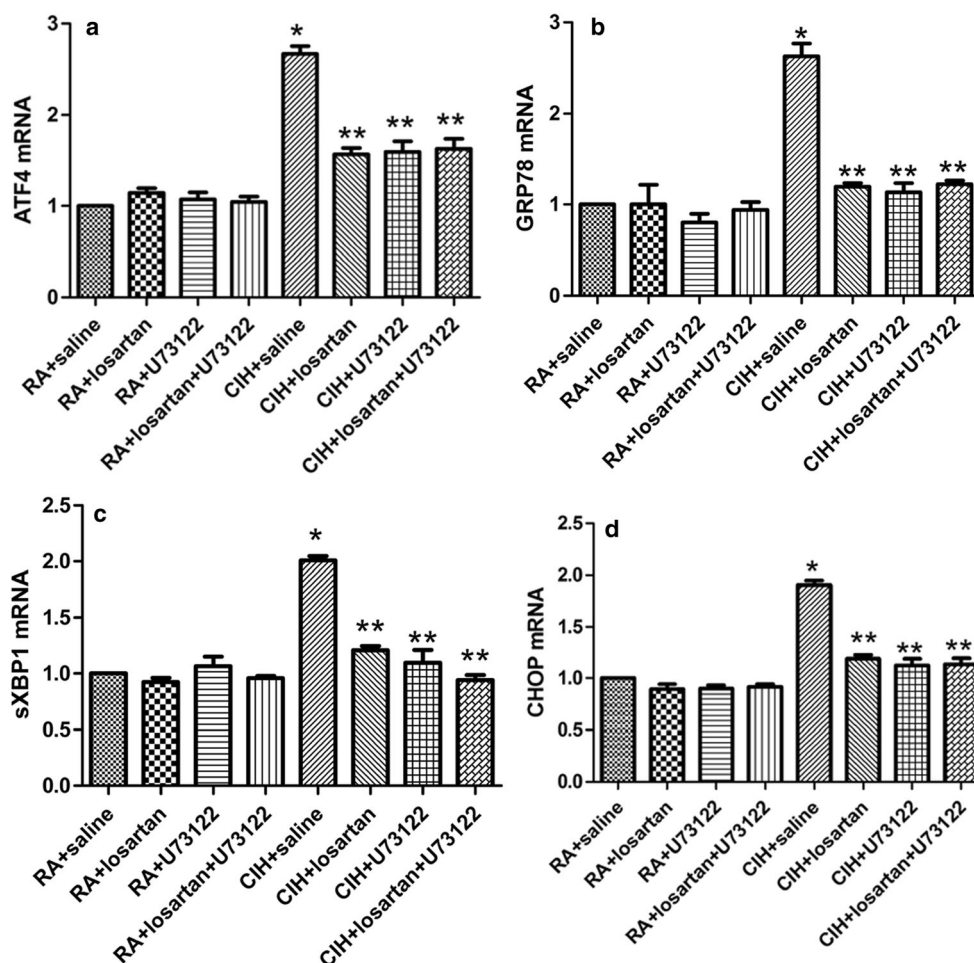 a
ATF4 mRNA
3
2
1
0
*
**
**
**
RA+saline
RA+losartan
RA+U73122
RA+losartan+U73122
CIH+saline
CIH+losartan
CIH+U73122
CIH+losartan+U73122
b
GRP78 mRNA
3
2
1
0
*
**
**
**
RA+saline
RA+losartan
RA+U73122
RA+losartan+U73122
CIH+saline
CIH+losartan
CIH+U73122
CIH+losartan+U73122
c
sXBP1 mRNA
2.5
2.0
1.5
1.0
0.5
0.0
*
**
**
**
RA+saline
RA+losartan
RA+U73122
RA+losartan+U73122
CIH+saline
CIH+losartan
CIH+U73122
CIH+losartan+U73122
d
CHOP mRNA
2.5
2.0
1.5
1.0
0.5
0.0
*
**
**
**
RA+saline
RA+losartan
RA+U73122
RA+losartan+U73122
CIH+saline
CIH+losartan
CIH+U73122
CIH+losartan+U73122